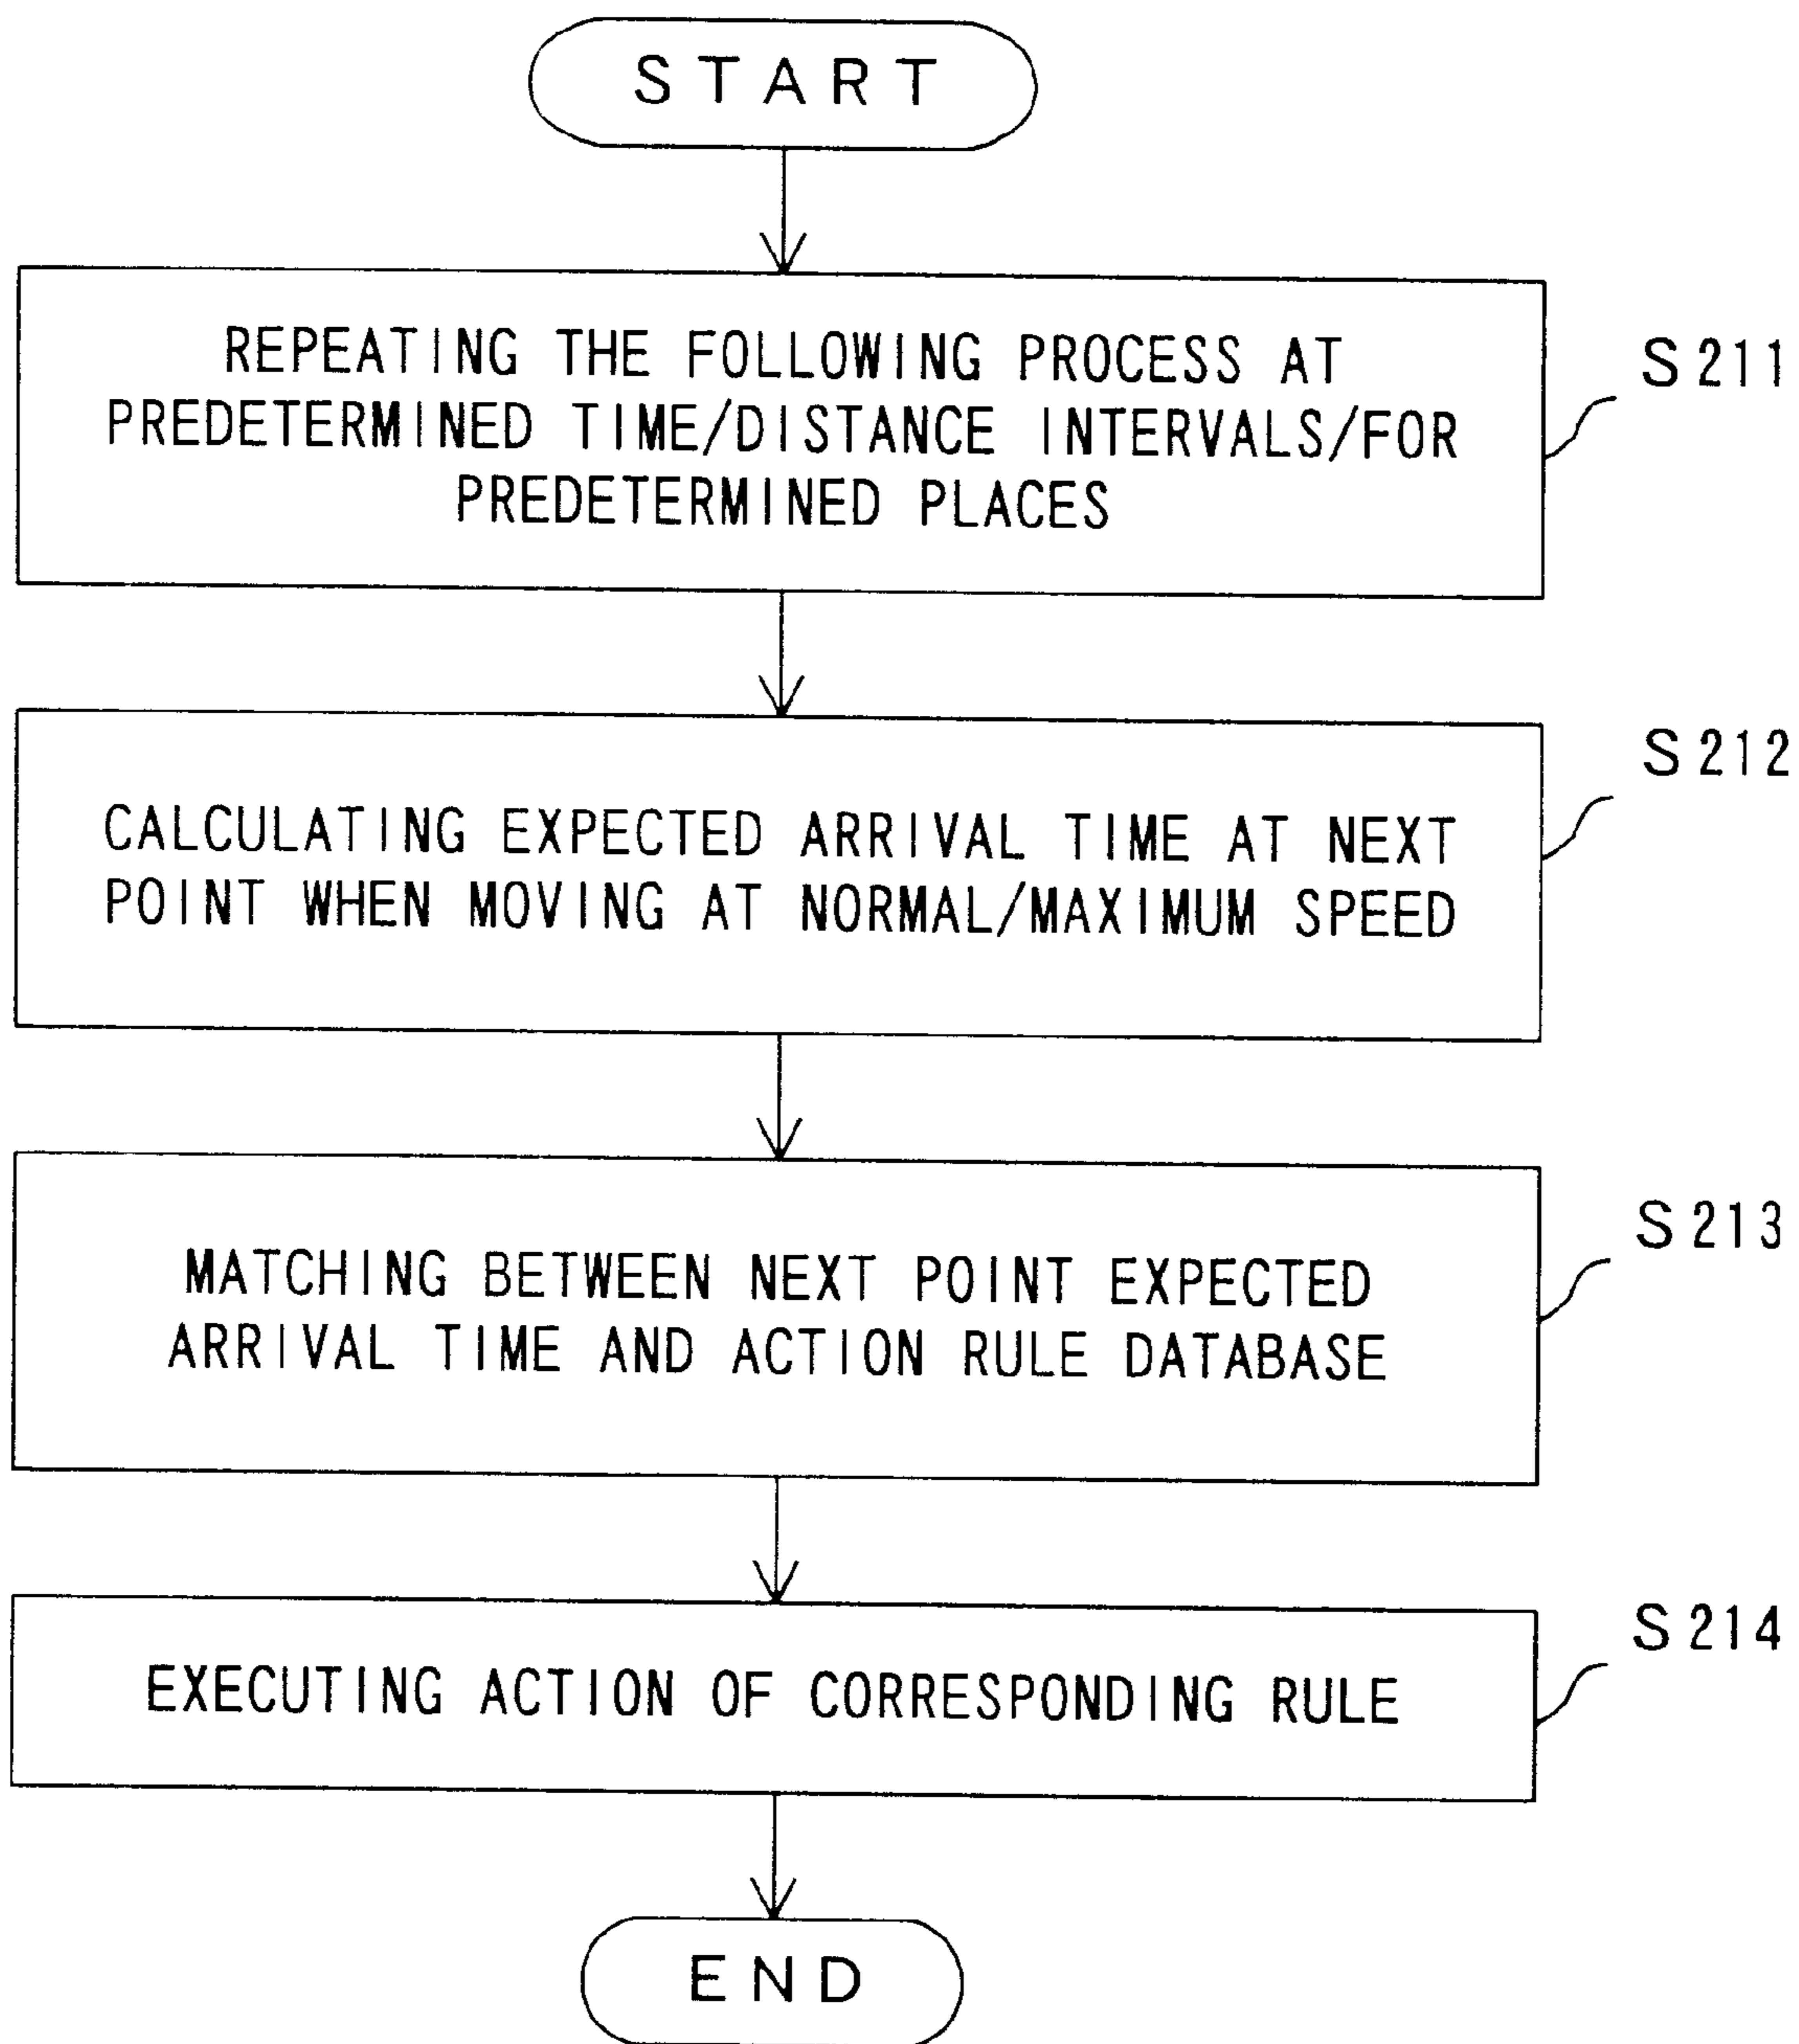 START
REPEATING THE FOLLOWING PROCESS AT
PREDETERMINED TIME/DISTANCE INTERVALS/FOR
PREDETERMINED PLACES
S211
CALCULATING EXPECTED ARRIVAL TIME AT NEXT
POINT WHEN MOVING AT NORMAL/MAXIMUM SPEED
S212
MATCHING BETWEEN NEXT POINT EXPECTED
ARRIVAL TIME AND ACTION RULE DATABASE
S213
EXECUTING ACTION OF CORRESPONDING RULE
S214
END